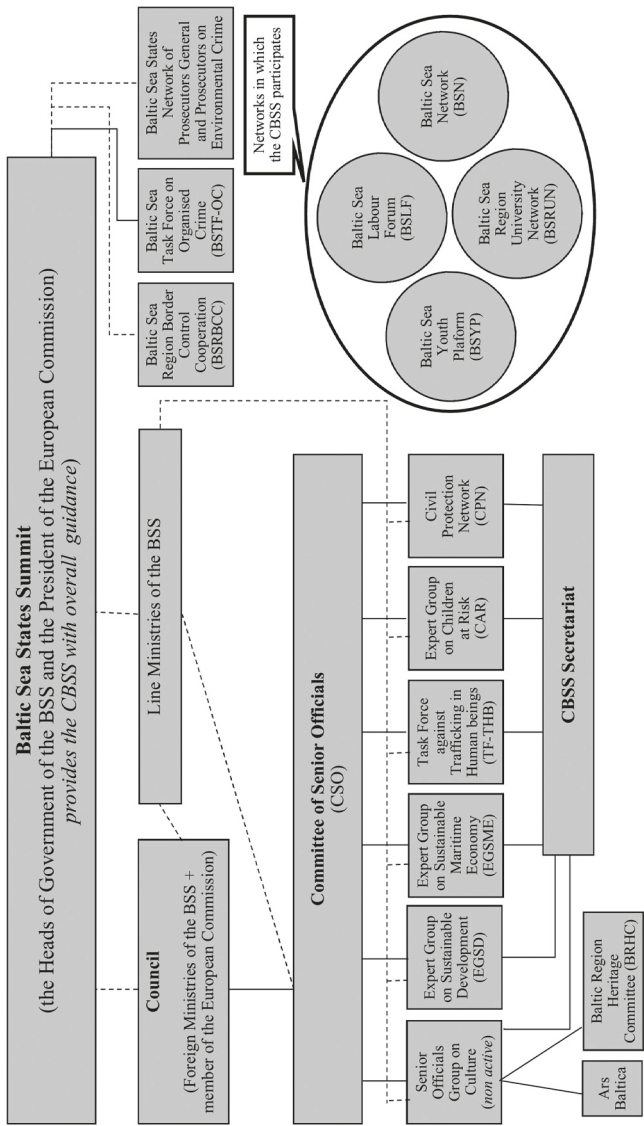 Baltic Sea States Summit
(the Heads of Government of the BSS and the President of the European Commission)
provides the CBSS with overall guidance)
Council
(Foreign Ministries of the BSS +
member of the European Commission)
Line Ministries of the BSS
Baltic Sea
Region Border
Control
Cooperation
(BSRBCC)
Baltic Sea
Task Force on
Organised
Crime
(BSTF-OC)
Baltic Sea States
Network of
Prosecutors General
and Prosecutors on
Environmental Crime
Networks in which
the CBSS participates
Committee of Senior Officials
(CSO)
Baltic Sea
Youth
Plaform
(BSYP)
Baltic Sea
Labour
Forum
(BSLF)
Baltic Sea
Region
University
Network
(BSRUN)
Baltic Sea
Network
(BSN)
Senior
Officials
Group on
Culture
(non active)
Expert Group
on Sustainable
Development
(EGSD)
Expert Group
on Sustainable
Maritime
Economy
(EGSME)
Task Force
against
Trafficking in
Human beings
(TF-THB)
Expert Group
on Children
at Risk
(CAR)
Civil
Protection
Network
(CPN)
CBSS Secretariat
Ars
Baltica
Baltic Region
Heritage
Committee (BRHC)